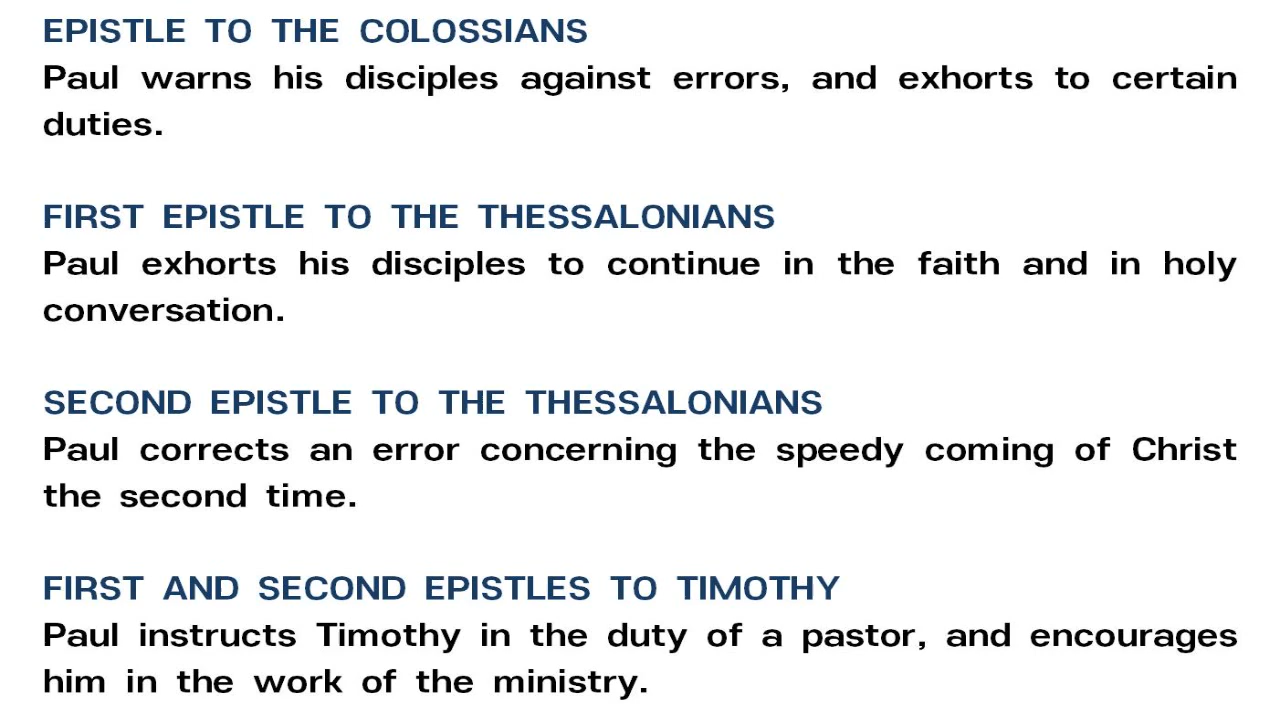 EPISTLE TO THE COLOSSIANS
Paul warns his disciples against errors, and exhorts to certain
duties.
FIRST EPISTLE TO THE THESSALONIANS
Paul exhorts his disciples to continue in the faith and in holy
conversation.
SECOND EPISTLE TO THE THESSALONIANS
Paul corrects an error concerning the speedy coming of Christ
the second time.
FIRST AND SECOND EPISTLES TO TIMOTHY
Paul instructs Timothy in the duty of a pastor, and encourages
him in the work of the ministry.